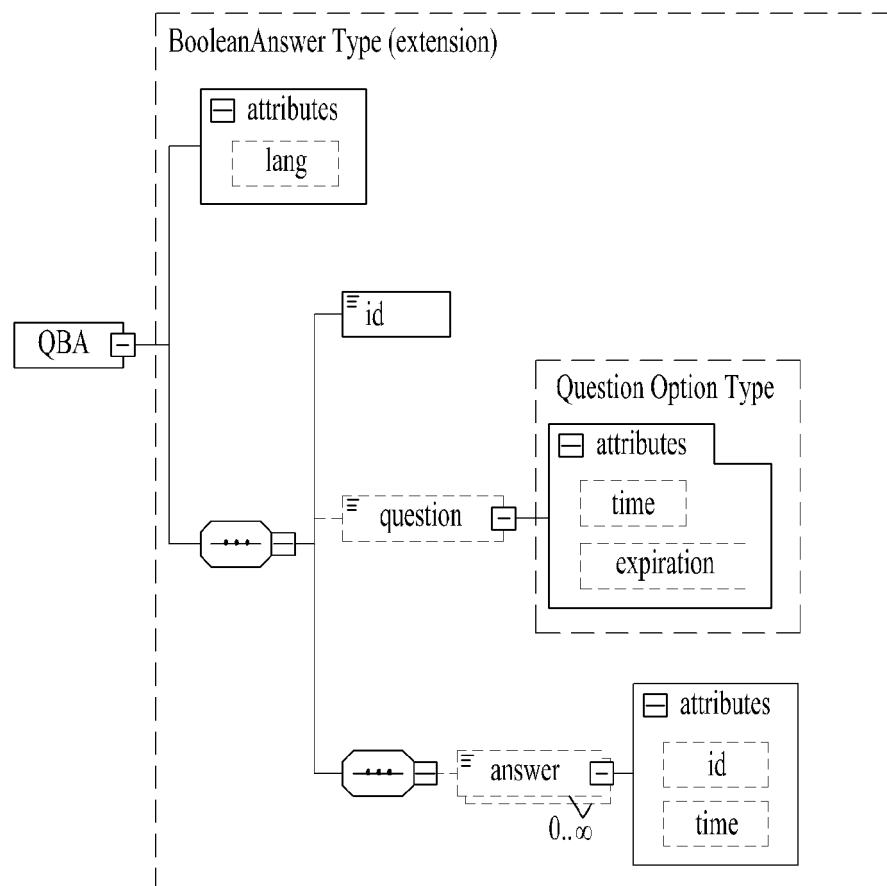 BooleanAnswer Type (extension)
attributes
lang
id
QBA
Question Option Type
attributes
time
question
expiration
attributes
answer
id
0..∞
time